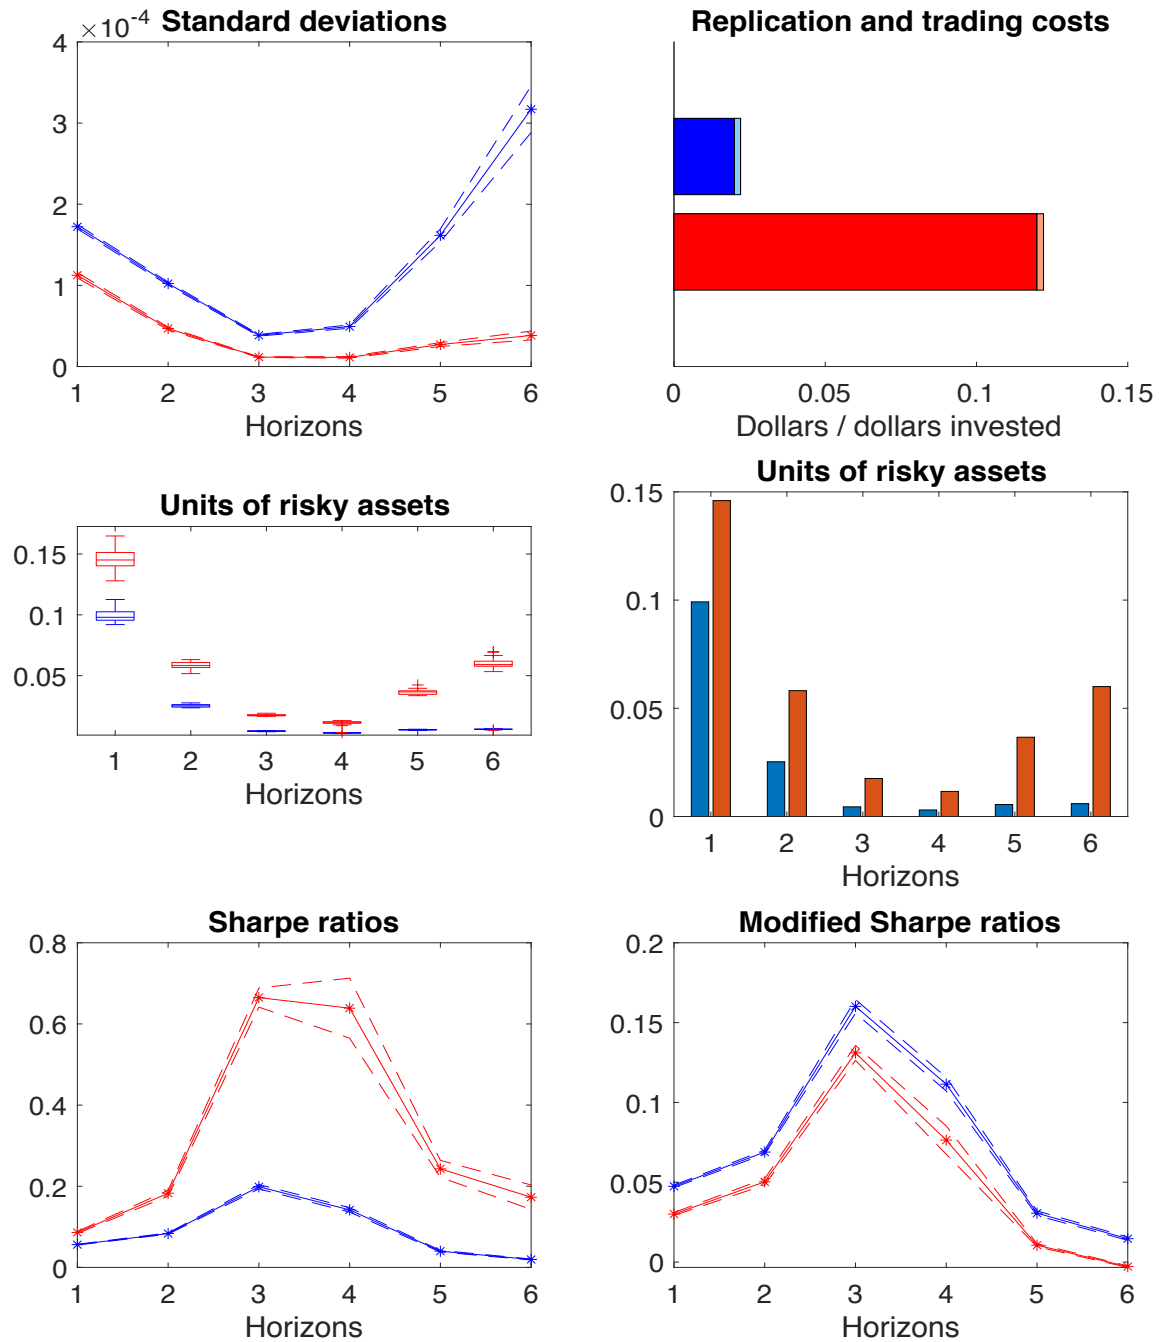 Standard deviations
×10-4
4
3
2
1
0
1 2 3 4 5 6
Horizons
Replication and trading costs
0 0.05 0.1 0.15
Dollars / dollars invested
Units of risky assets
0.15
0.1
0.05
1 2 3 4 5 6
Horizons
Units of risky assets
0.15
0.1
0.05
0
1 2 3 4 5 6
Horizons
Sharpe ratios
0.8
0.6
0.4
0.2
0
1 2 3 4 5 6
Horizons
Modified Sharpe ratios
0.2
0.15
0.1
0.05
0
1 2 3 4 5 6
Horizons